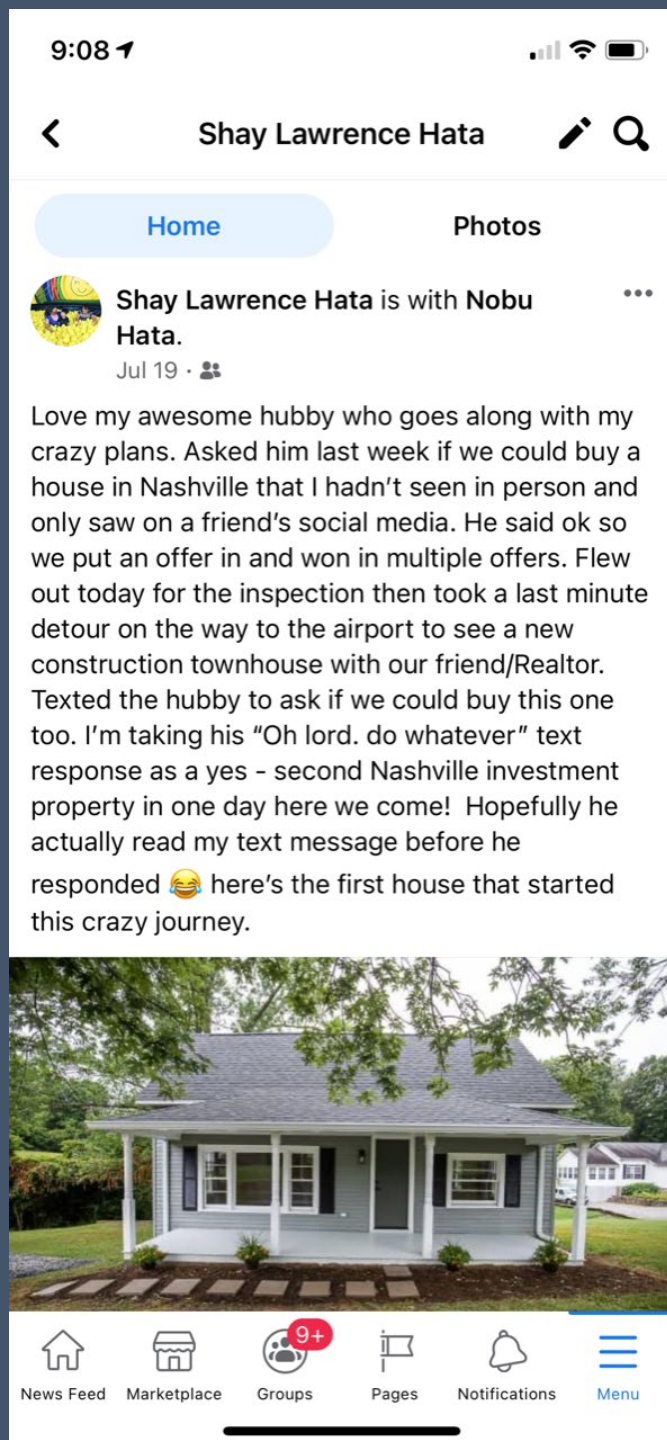 9:08
Shay Lawrence Hata
Home
Photos
Shay Lawrence Hata is with Nobu
Hata.
Jul 19 ·
Love my awesome hubby who goes along with my
crazy plans. Asked him last week if we could buy a
house in Nashville that I hadn't seen in person and
only saw on a friend's social media. He said ok so
we put an offer in and won in multiple offers. Flew
out today for the inspection then took a last minute
detour on the way to the airport to see a new
construction townhouse with our friend/Realtor.
Texted the hubby to ask if we could buy this one
too. I'm taking his “Oh lord. do whatever” text
response as a yes - second Nashville investment
property in one day here we come!  Hopefully he
actually read my text message before he
responded 😂 here's the first house that started
this crazy journey.
9+
News Feed
Marketplace
Groups
Pages
Notifications
Menu